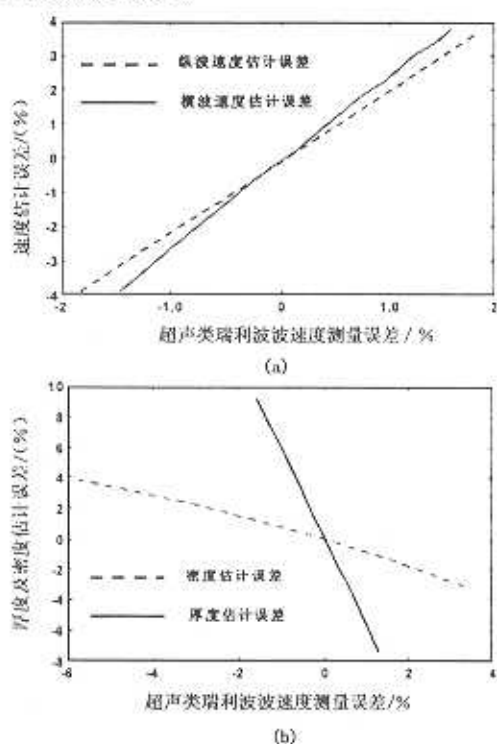 4
3
纵波速度估计误差
2
横波速度估计误差
1
0
-1
-2
-3
-4
速度估计误差/(%)
-2 -1.0 0 1.0 2
超声类瑞利波波速度测量误差/%
(a)
10
8
6
4
2
0
-2
密度估计误差
-4
厚度估计误差
-6
-8
厚度及密度估计误差/(%)
-6 -4 -2 0 2 4
超声类瑞利波波速度测量误差/%
(b)